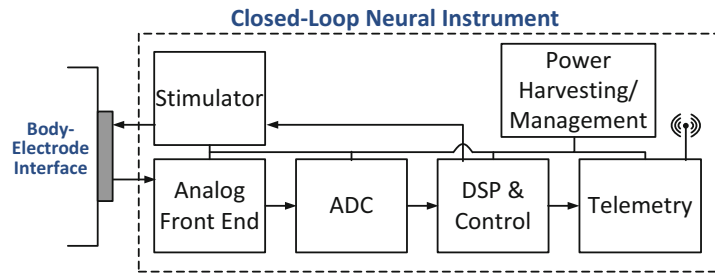 Closed-Loop Neural Instrument
Body-
Electrode
Interface
Stimulator
Power
Harvesting/
Management
Analog
Front End
ADC
DSP &
Control
Telemetry